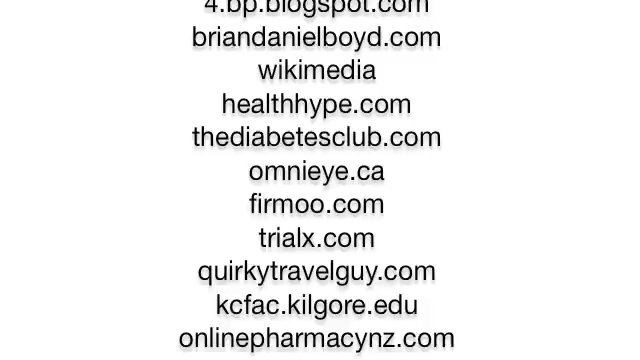 4.bp.blogspot.com
briandanielboyd.com
wikimedia
healthhype.com
thediabetesclub.com
omnieye.ca
firmoo.com
trialx.com
quirkytravelguy.com
kcfac.kilgore.edu
onlinepharmacynz.com